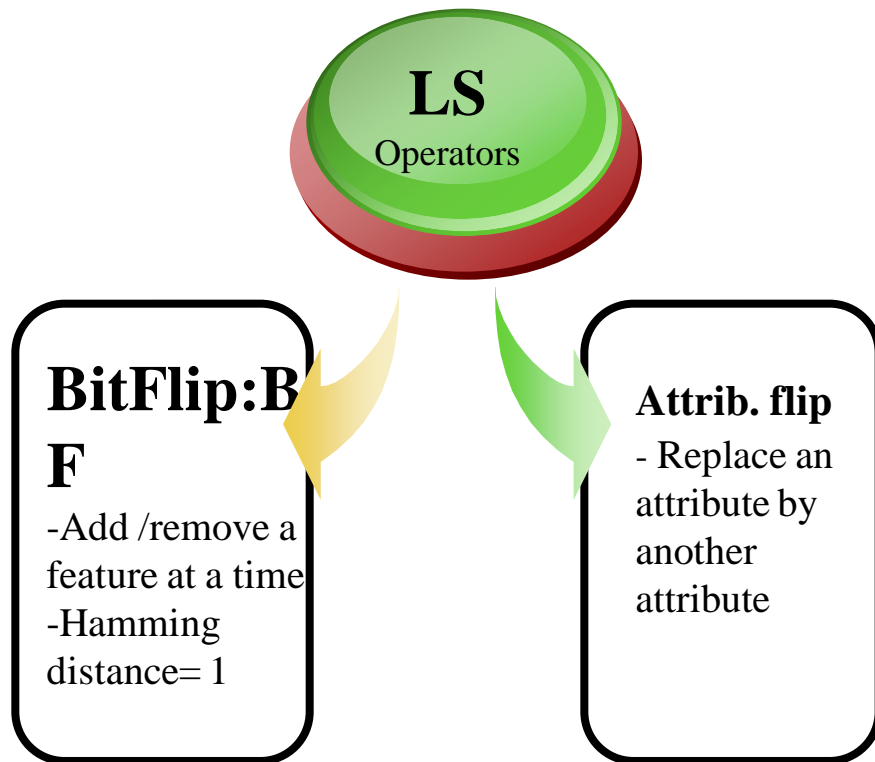 LS
Operators
BitFlip:B
F
-Add /remove a
feature at a time
-Hamming
distance= 1
Attrib. flip
- Replace an
attribute by
another
attribute